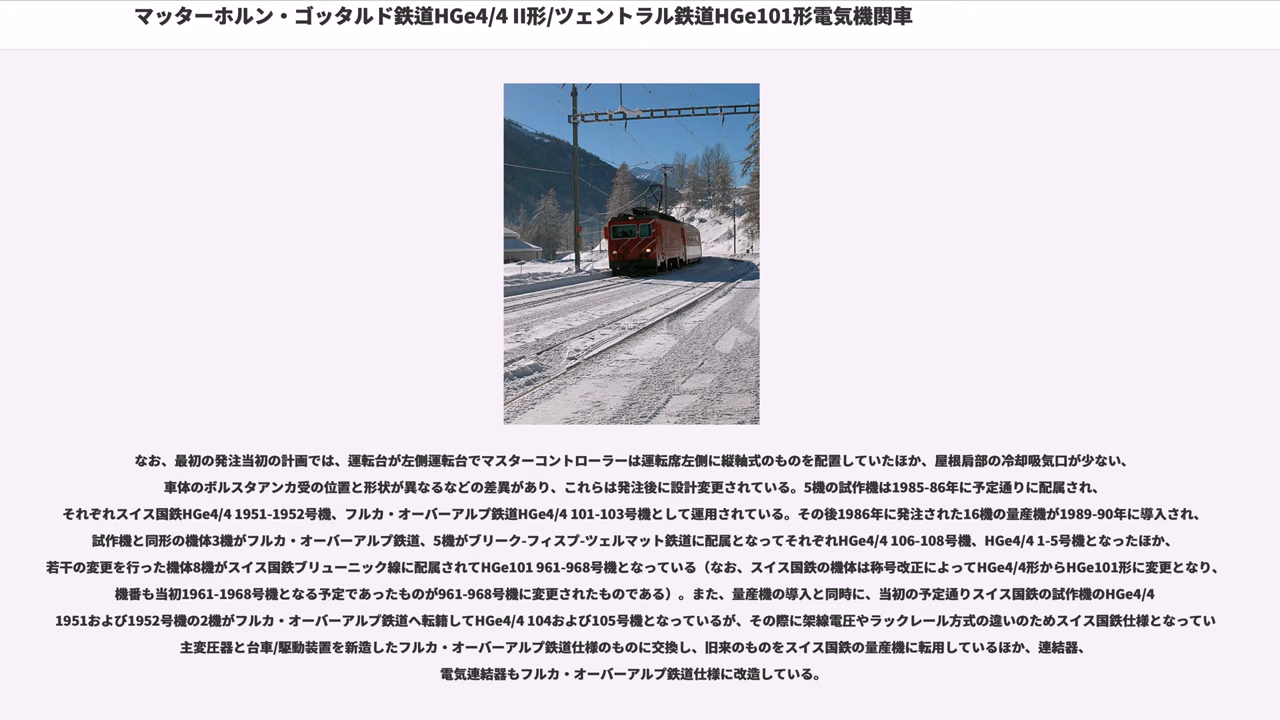 マッターホルン・ゴッタルド鉄道HGe4/4 II形/ツェントラル鉄道HGe101形電気機関車
なお、最初の発注当初の計画では、運転台が左側運転台でマスターコントローラーは運転席左側に縦軸式のものを配置していたほか、屋根肩部の冷却吸気口が少ない、
車体のボルスタアンカ受の位置と形状が異なるなどの差異があり、これらは発注後に設計変更されている。5機の試作機は1985-86年に予定通りに配属され、
それぞれスイス国鉄HGe4/4 1951-1952号機、フルカ・オーバーアルプ鉄道HGe4/4 101-103号機として運用されている。その後1986年に発注された16機の量産機が1989-90年に導入され、
試作機と同形の機体3機がフルカ・オーバーアルプ鉄道、5機がブリーク-フィスプ-ツェルマット鉄道に配属となってそれぞれHGe4/4 106-108号機、HGe4/4 1-5号機となったほか、
若干の変更を行った機体8機がスイス国鉄ブリューニック線に配属されてHGe101 961-968号機となっている（なお、スイス国鉄の機体は称号改正によってHGe4/4形からHGe101形に変更となり、
機番も当初1961-1968号機となる予定であったものが961-968号機に変更されたものである）。また、量産機の導入と同時に、当初の予定通りスイス国鉄の試作機のHGe4/4
1951および1952号機の2機がフルカ・オーバーアルプ鉄道へ転籍してHGe4/4 104および105号機となっているが、その際に架線電圧やラックレール方式の違いのためスイス国鉄仕様となってい
主変圧器と台車/駆動装置を新造したフルカ・オーバーアルプ鉄道仕様のものに交換し、旧来のものをスイス国鉄の量産機に転用しているほか、連結器、
電気連結器もフルカ・オーバーアルプ鉄道仕様に改造している。